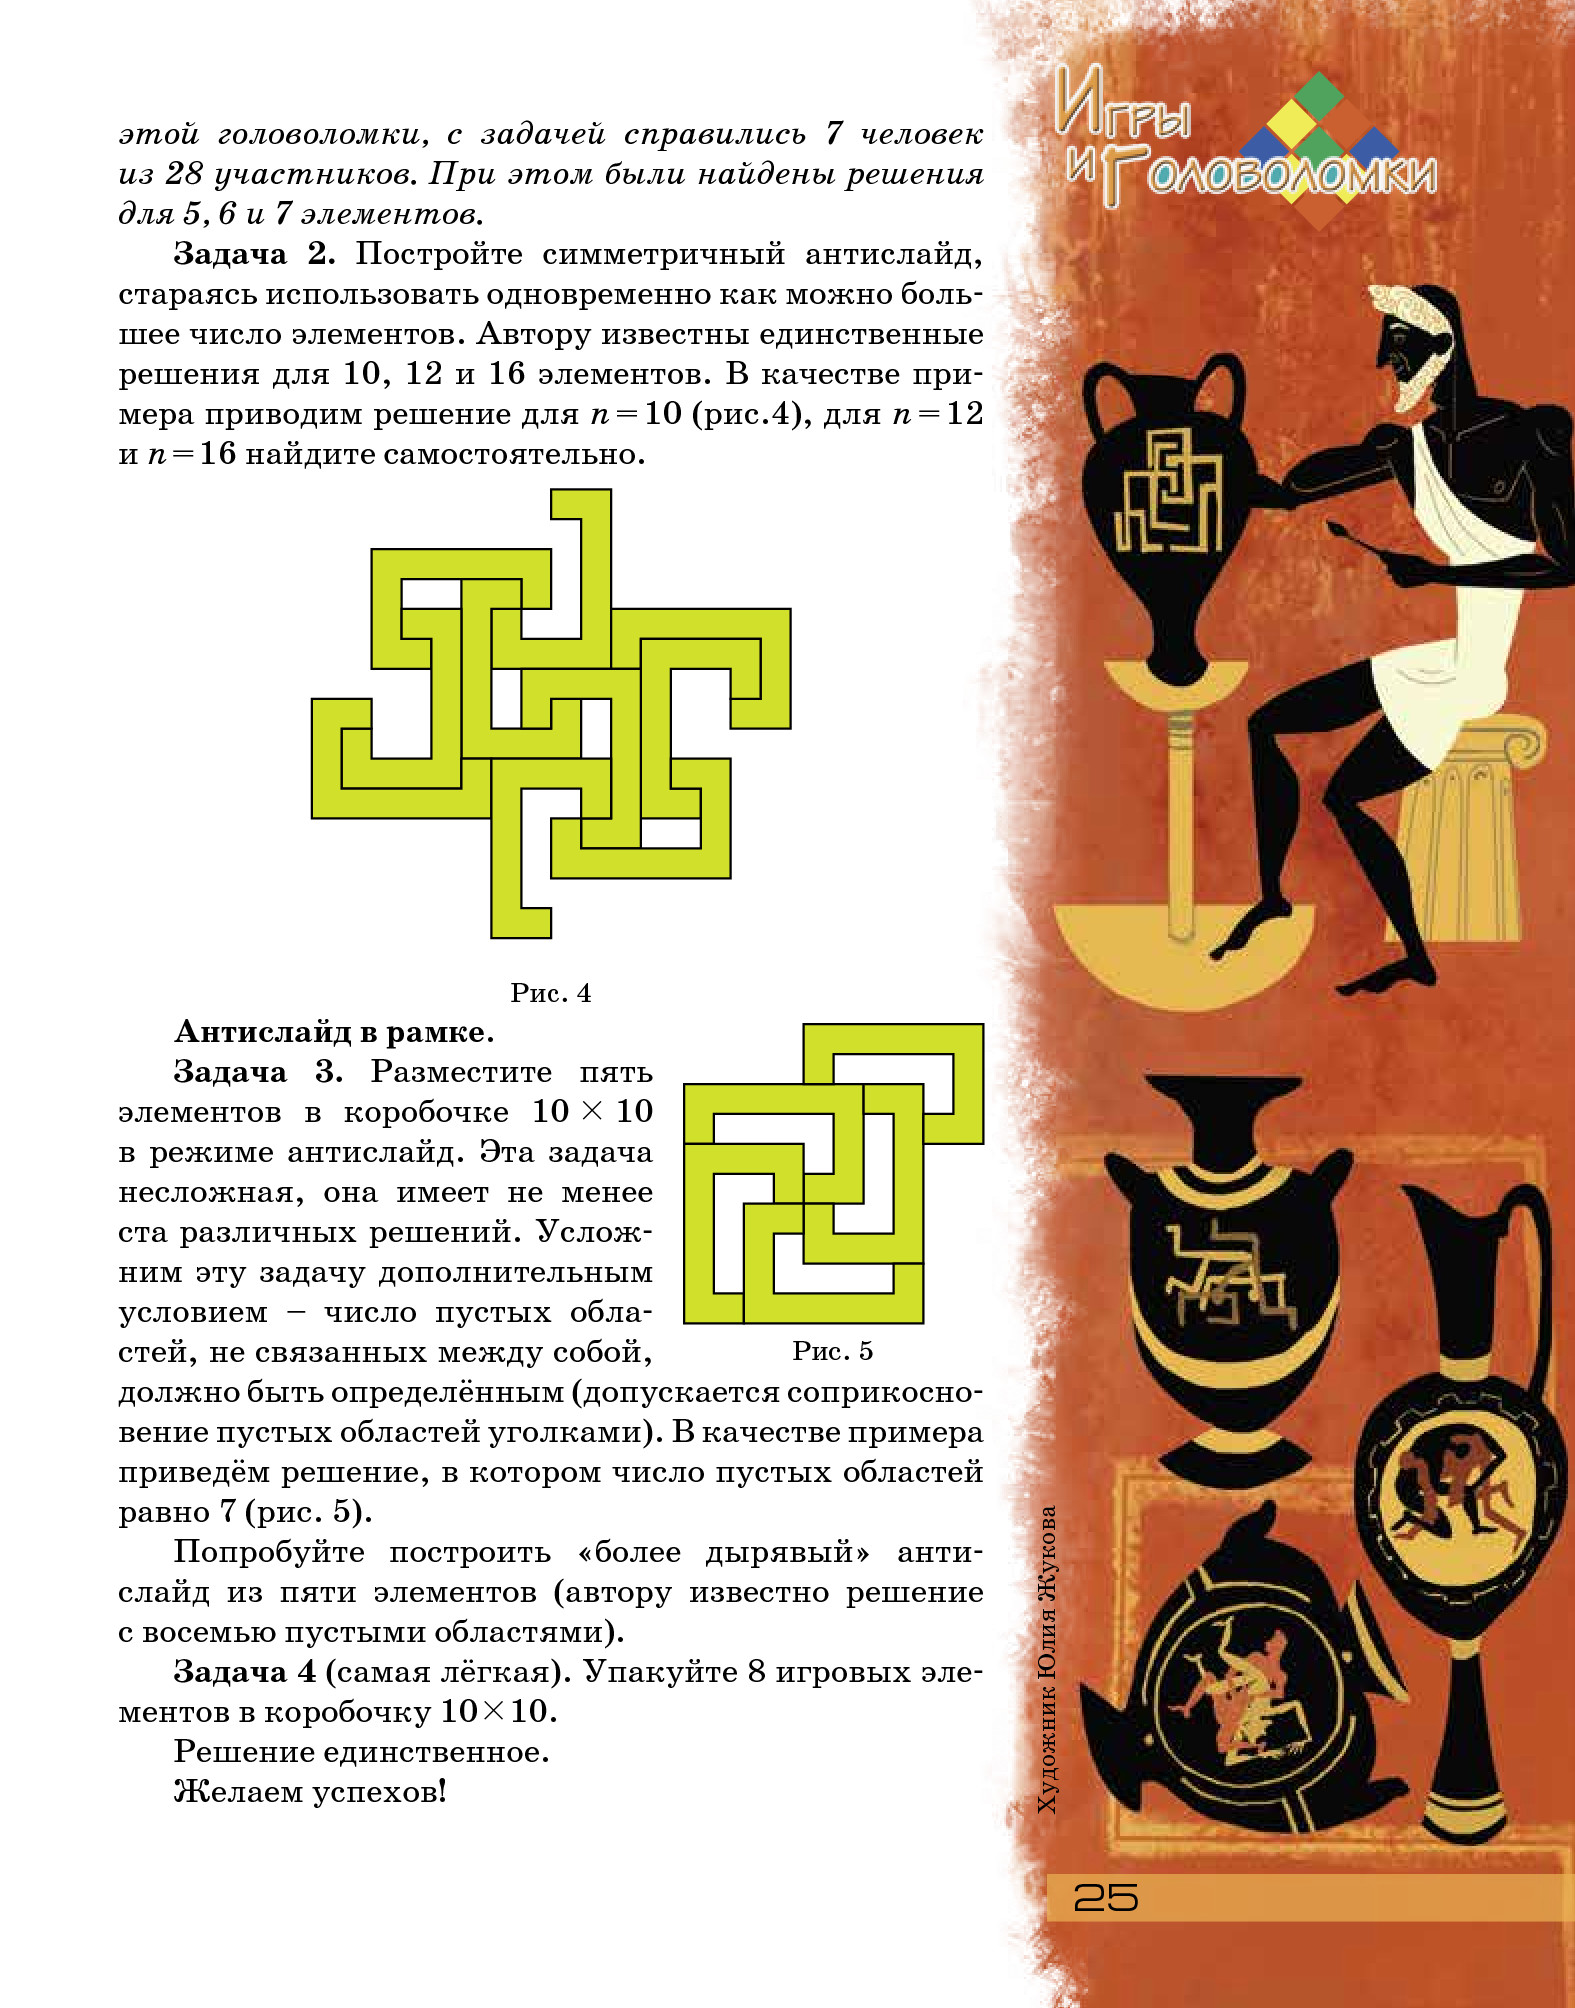 Игры
и Головоломки
этой головоломки, с задачей справились 7 человек
из 28 участников. При этом были найдены решения
для 5, 6 и 7 элементов.
Задача 2. Постройте симметричный антислайд,
стараясь использовать одновременно как можно боль-
шее число элементов. Автору известны единственные
решения для 10, 12 и 16 элементов. В качестве при-
мера приводим решение для n=10 (рис.4), для n=12
и n=16 найдите самостоятельно.
Рис. 4
Антислайд в рамке.
Задача 3. Разместите пять
элементов в коробочке 10×10
в режиме антислайд. Эта задача
несложная, она имеет не менее
ста различных решений. Услож-
ним эту задачу дополнительным
условием – число пустых обла-
стей, не связанных между собой,
Рис. 5
должно быть определённым (допускается соприкосно-
вение пустых областей уголками). В качестве примера
приведём решение, в котором число пустых областей
равно 7 (рис. 5).
Попробуйте построить «более дырявый» анти-
слайд из пяти элементов (автору известно решение
с восемью пустыми областями).
Задача 4 (самая лёгкая). Упакуйте 8 игровых эле-
ментов в коробочку 10×10.
Решение единственное.
Желаем успехов!
Художник Юлия Жукова
25